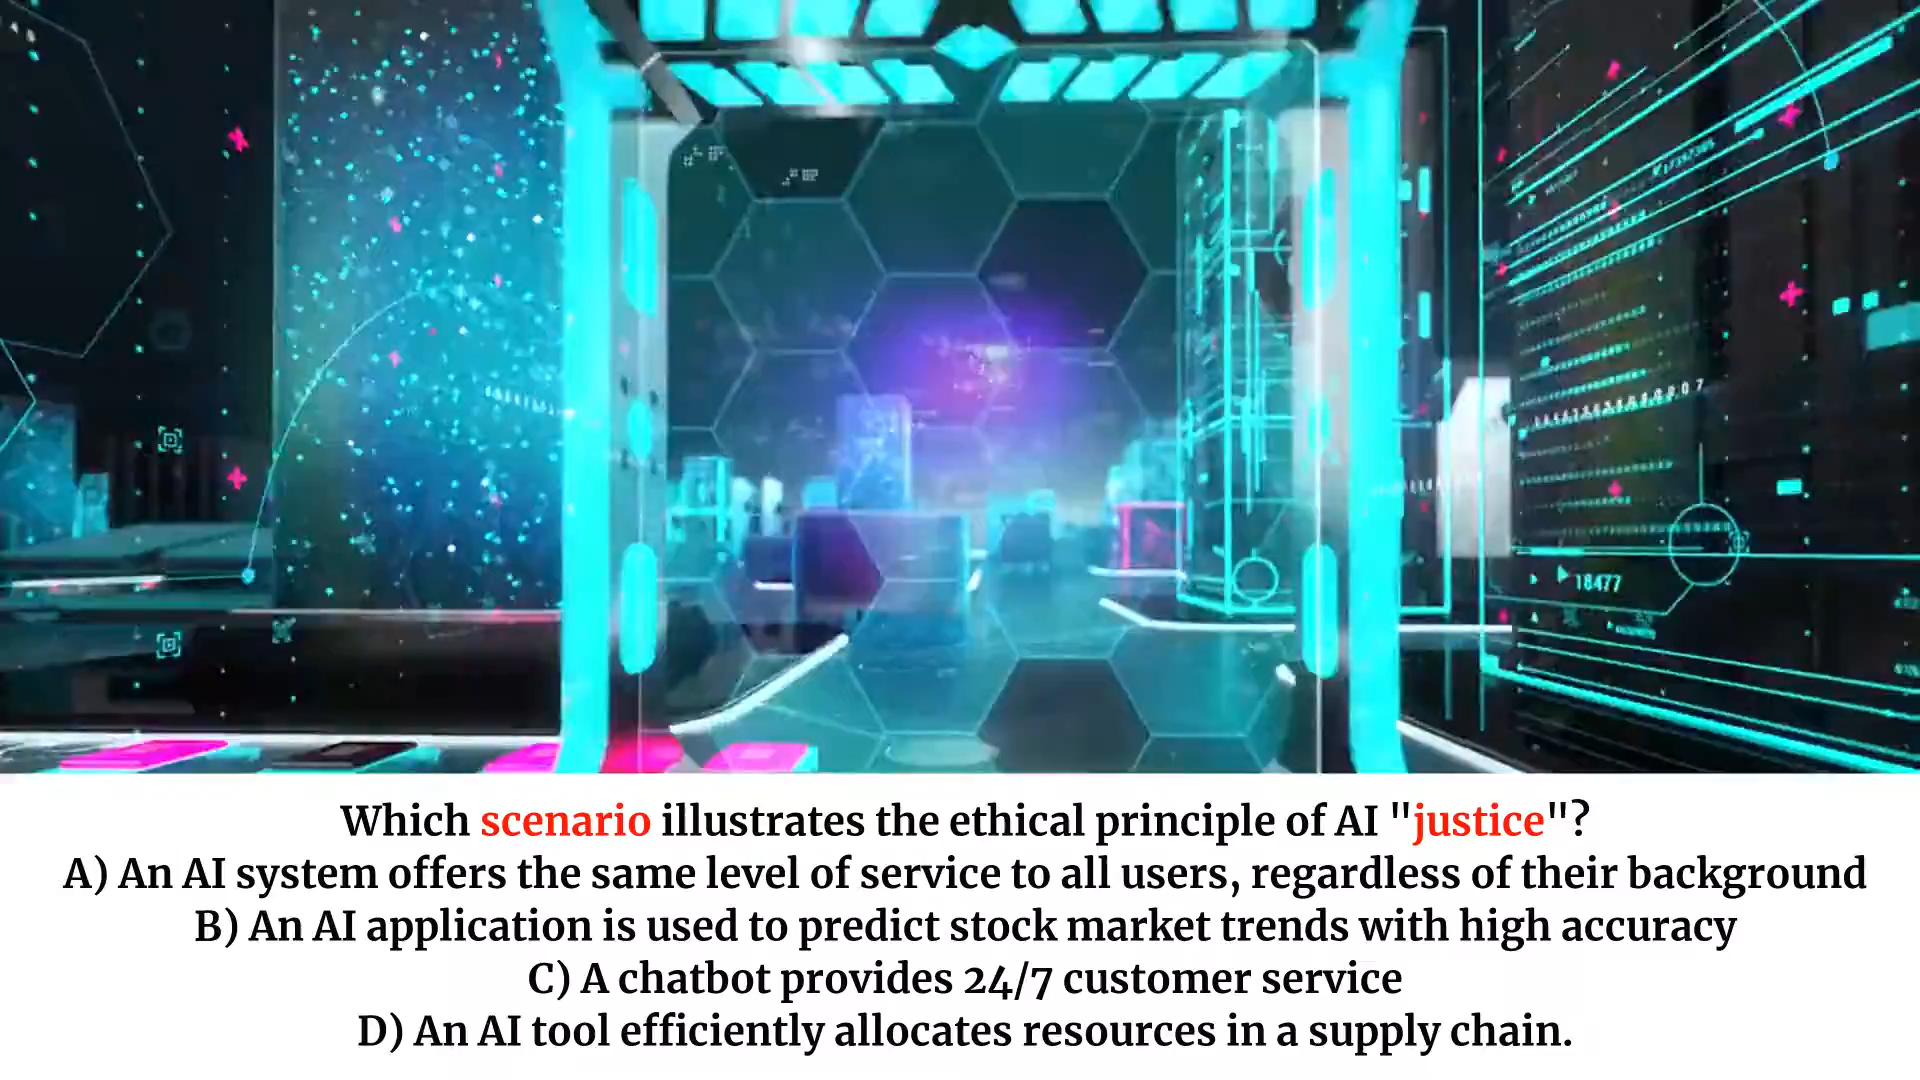 18477
Which scenario illustrates the ethical principle of AI "justice"?
A) An AI system offers the same level of service to all users, regardless of their background
B) An AI application is used to predict stock market trends with high accuracy
C) A chatbot provides 24/7 customer service
D) An AI tool efficiently allocates resources in a supply chain.